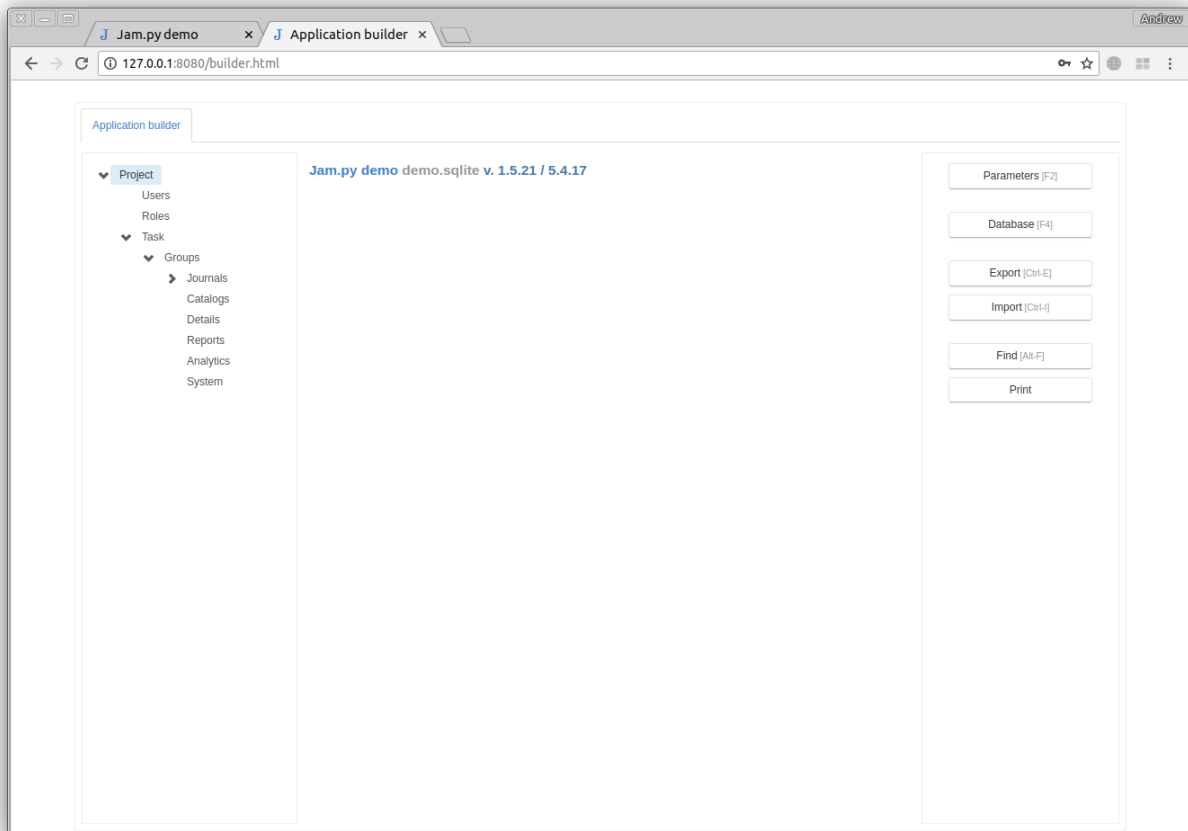 Andrew
Jam.py demo
Application builder
127.0.0.1:8080/builder.html
Application builder
Project
Users
Roles
Task
Groups
Journals
Catalogs
Details
Reports
Analytics
System
Jam.py demo demo.sqlite v. 1.5.21 / 5.4.17
Parameters [F2]
Database [F4]
Export [Ctrl-E]
Import [Ctrl-I]
Find [Alt-F]
Print